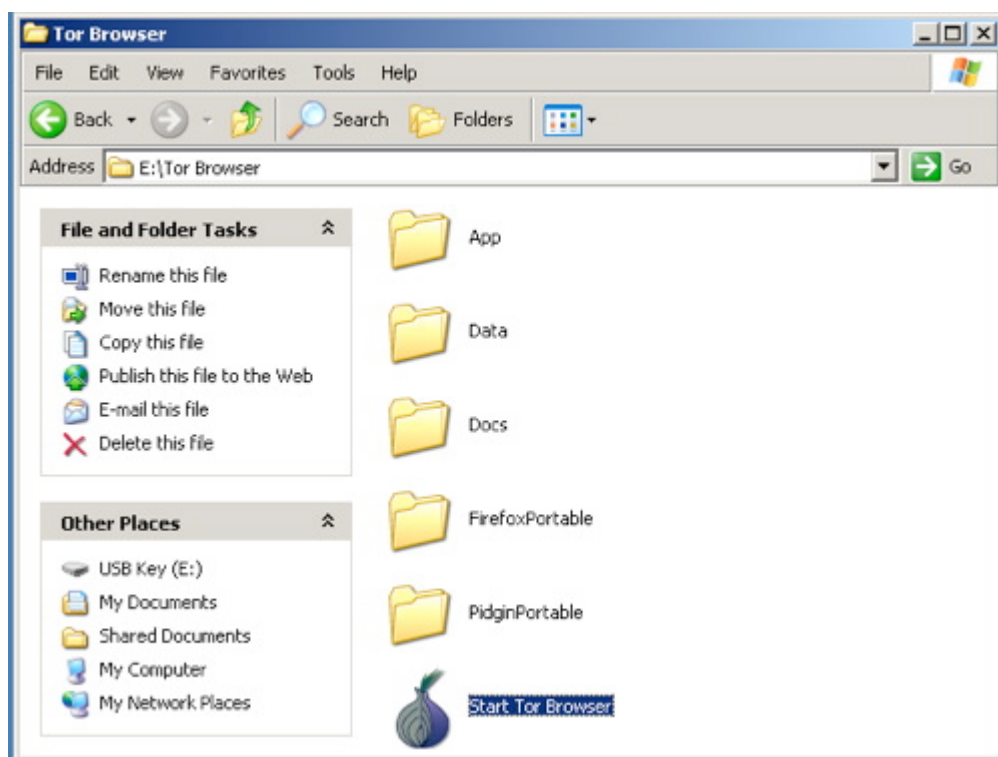 Tor Browser
File Edit View Favorites Tools Help
Back Search Folders
Address E:\Tor Browser Go
File and Folder Tasks
Rename this file
Move this file
Copy this file
Publish this file to the Web
E-mail this file
Delete this file
Other Places
USB Key (E:)
My Documents
Shared Documents
My Computer
My Network Places
App
Data
Docs
FirefoxPortable
PidginPortable
Start Tor Browser